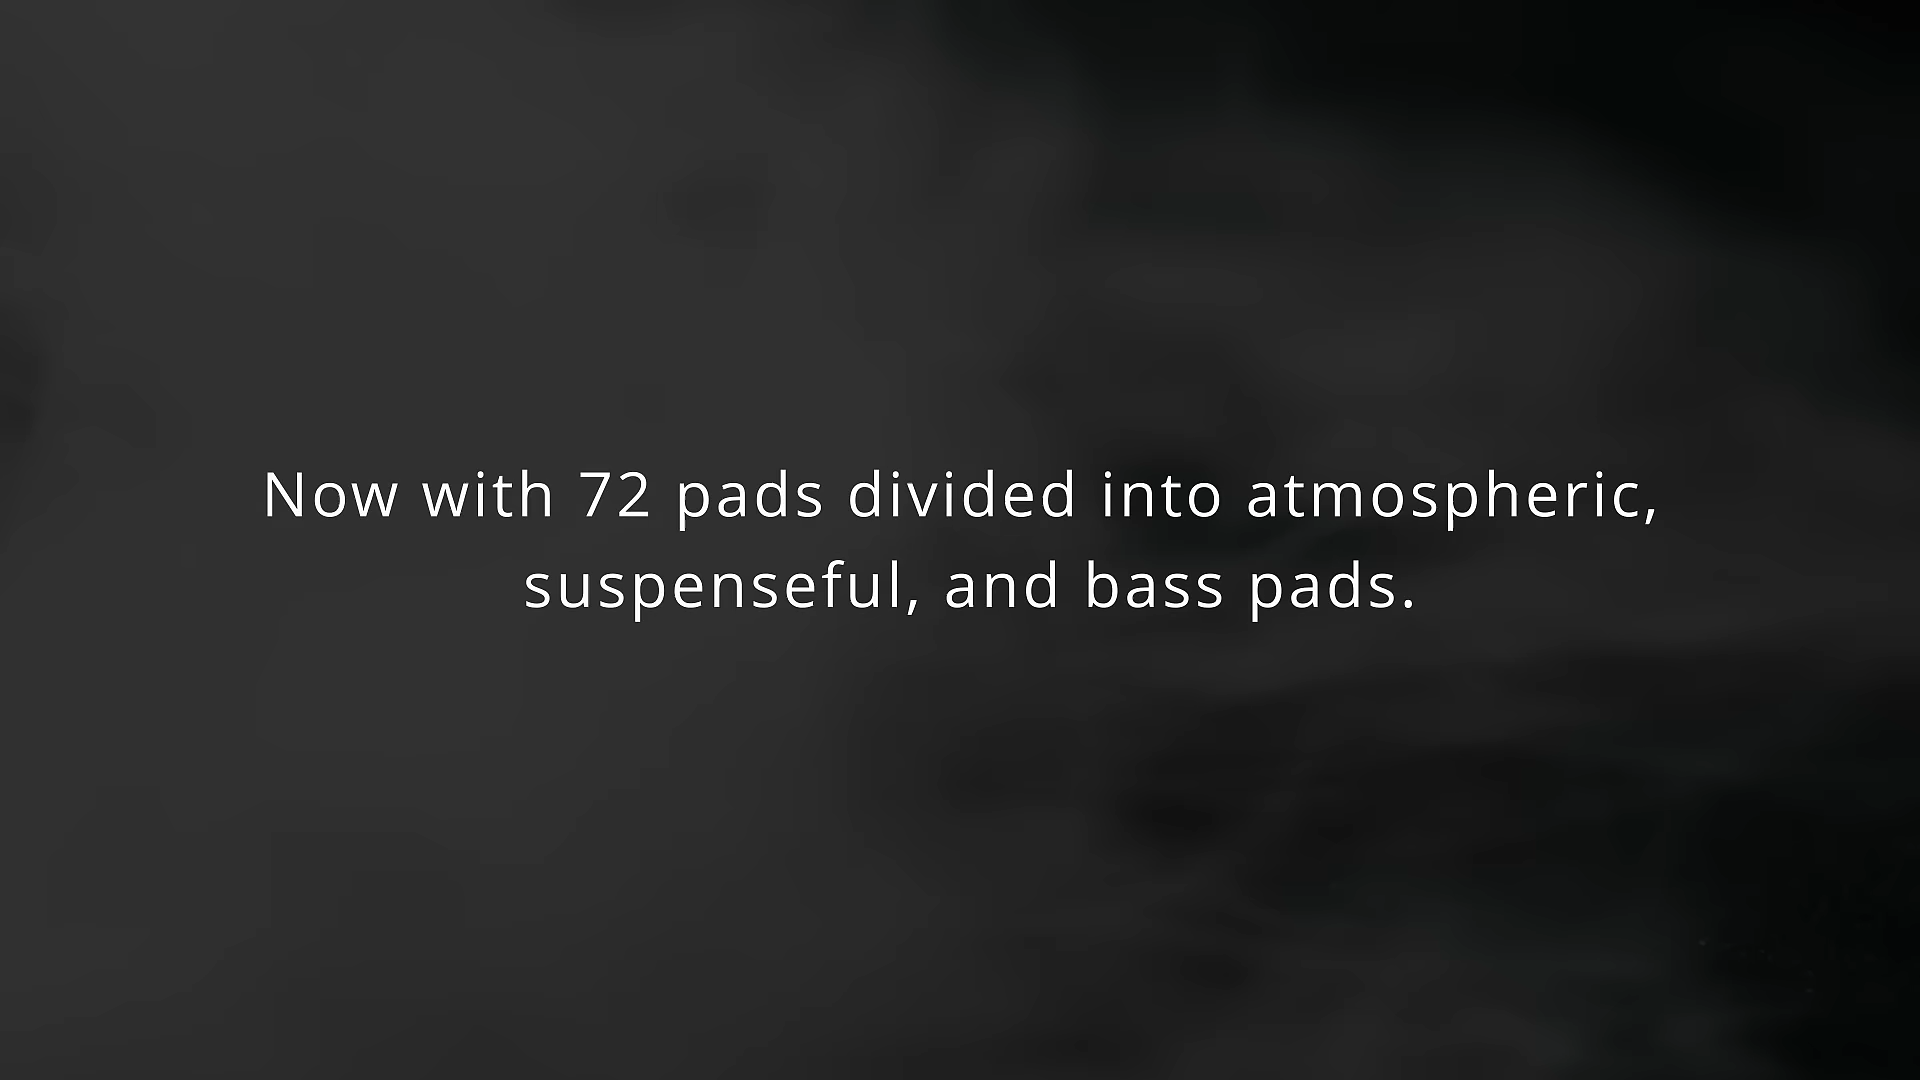 Now with 72 pads divided into atmospheric,
suspenseful, and bass pads.